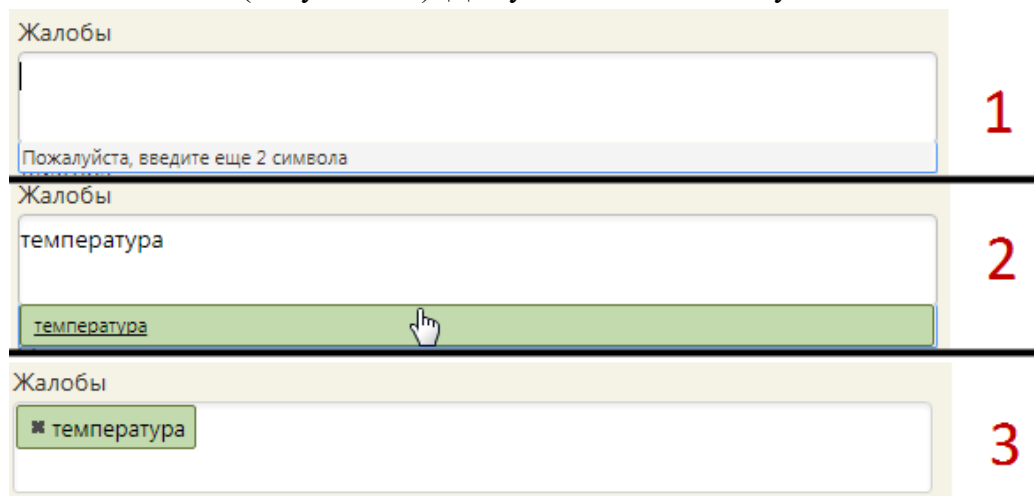 Жалобы
1
Пожалуйста, введите еще 2 символа
Жалобы
температура
2
температура
Жалобы
✖ температура
3